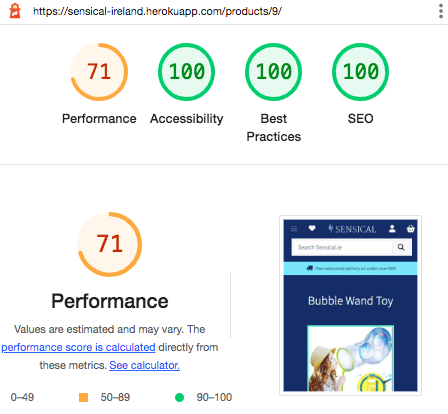 https://sensical-ireland.herokuapp.com/products/9/
71
100
100
100
Performance
Accessibility
Best
Practices
SEO
71
Performance
Values are estimated and may vary. The
performance score is calculated directly from
these metrics. See calculator.
0–49
50–89
90–100
SENSICAL
Search Sensical.ie
Free nationwide delivery on orders over €50
Bubble Wand Toy